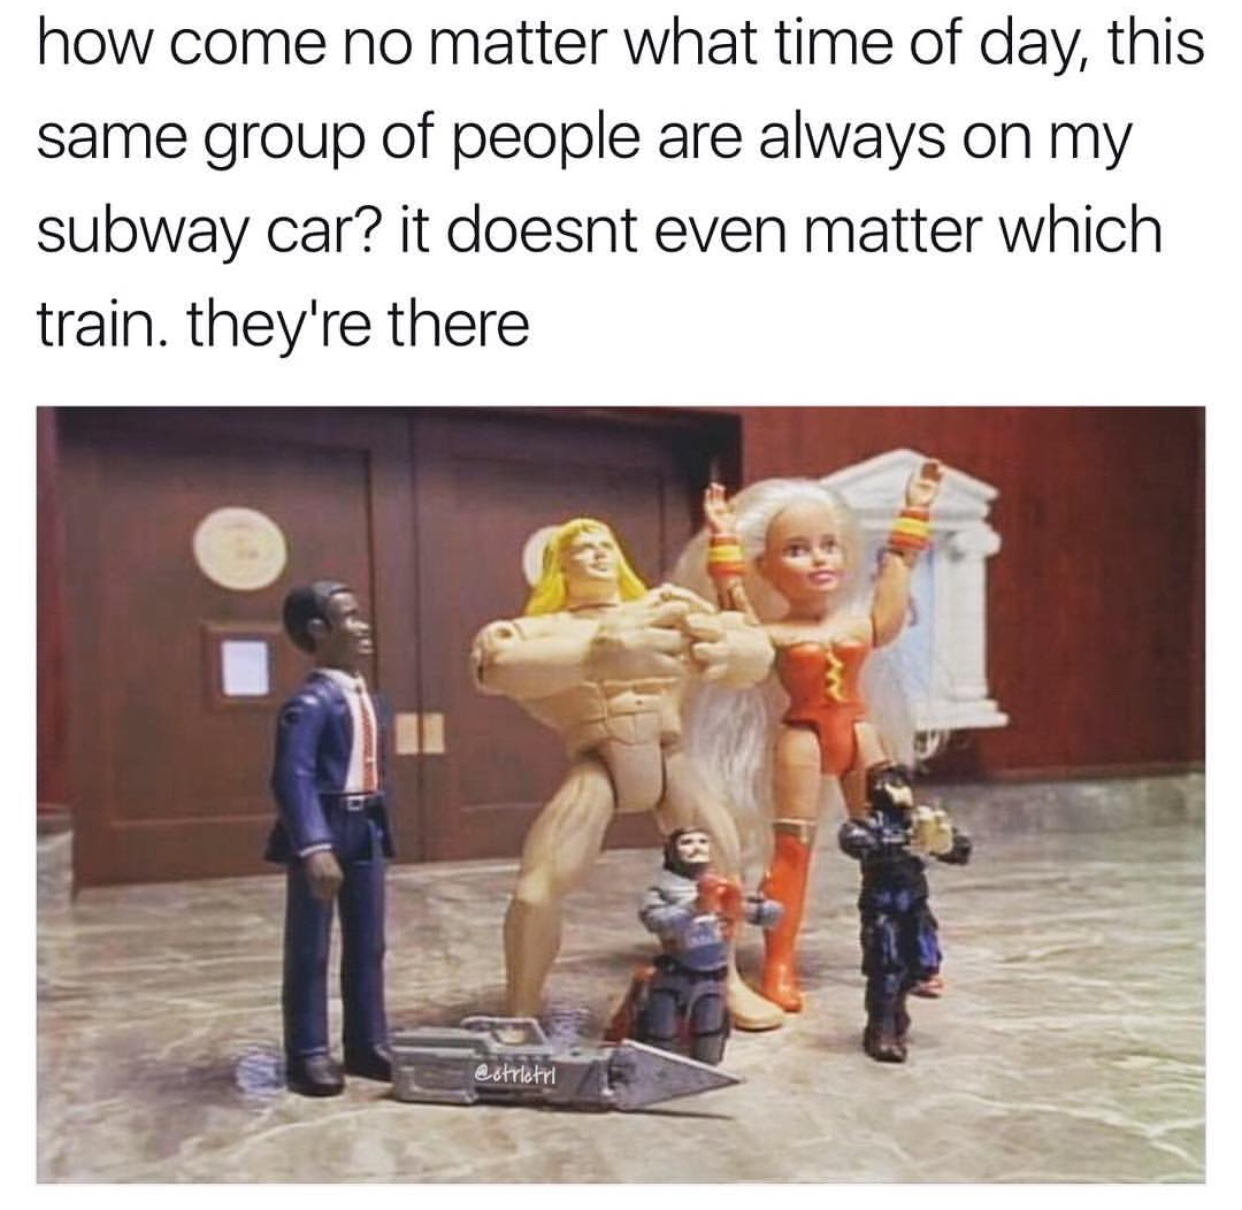 how come no matter what time of day, this
same group of people are always on my
subway car? it doesnt even matter which
train. they're there
@otrlotrl